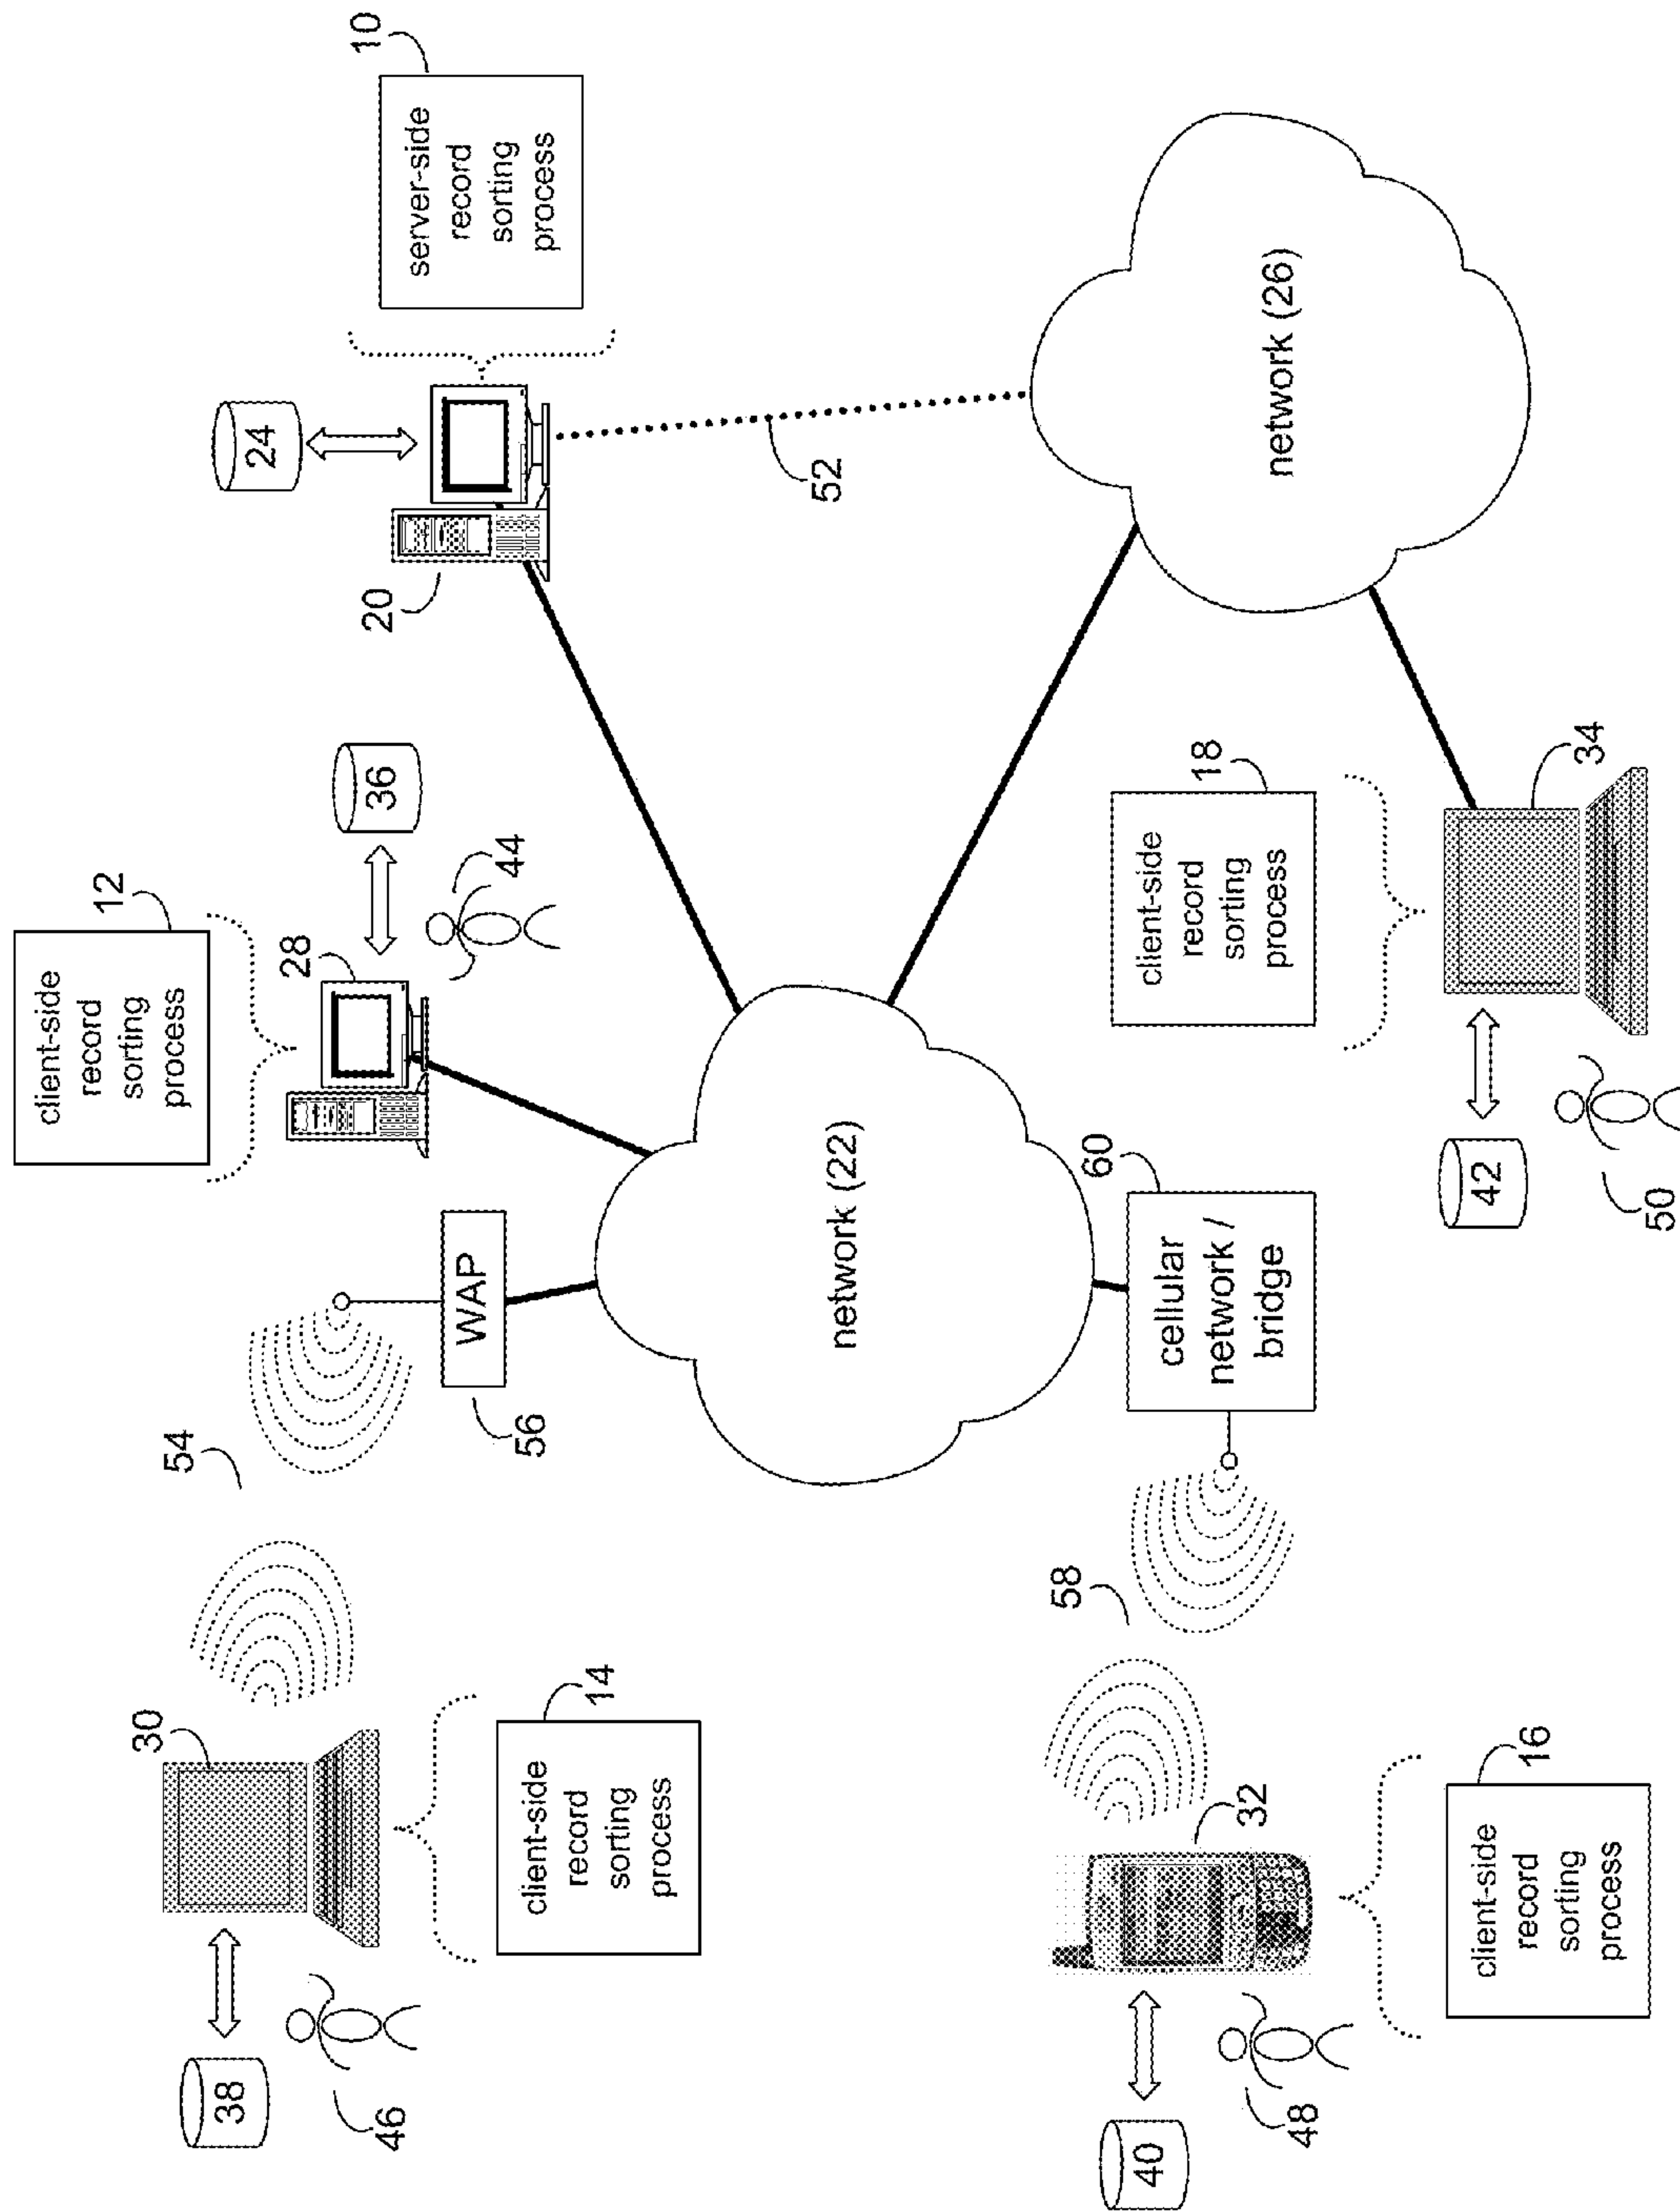 38
46
30
client-side
record
sorting
process
14
54
WAP
56
client-side
record
sorting
process
12
28
36
44
24
20
server-side
record
sorting
process
10
52
network (22)
network (26)
40
48
32
client-side
record
sorting
process
16
58
cellular
network /
bridge
60
client-side
record
sorting
process
18
34
42
50